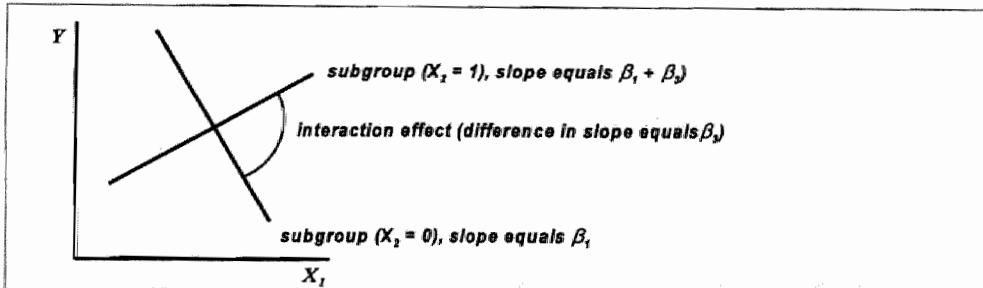 Y
subgroup (X₂ = 1), slope equals β₁ + β₃)
interaction effect (difference in slope equals β₃)
subgroup (X₂ = 0), slope equals β₁
X₁